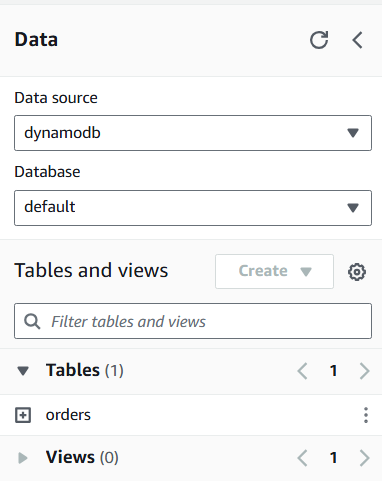 Data
Data source
dynamodb
Database
default
Tables and views
Create
Filter tables and views
Tables (1)
1
orders
Views (0)
1